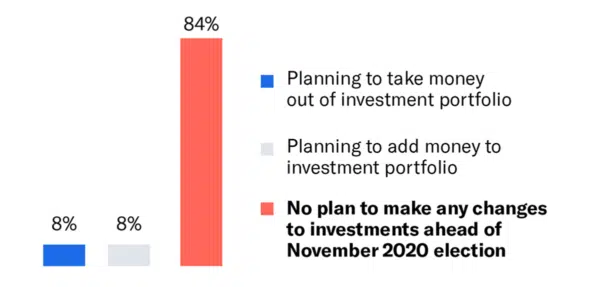 84%
8%
8%
Planning to take money
out of investment portfolio
Planning to add money to
investment portfolio
No plan to make any changes
to investments ahead of
November 2020 election